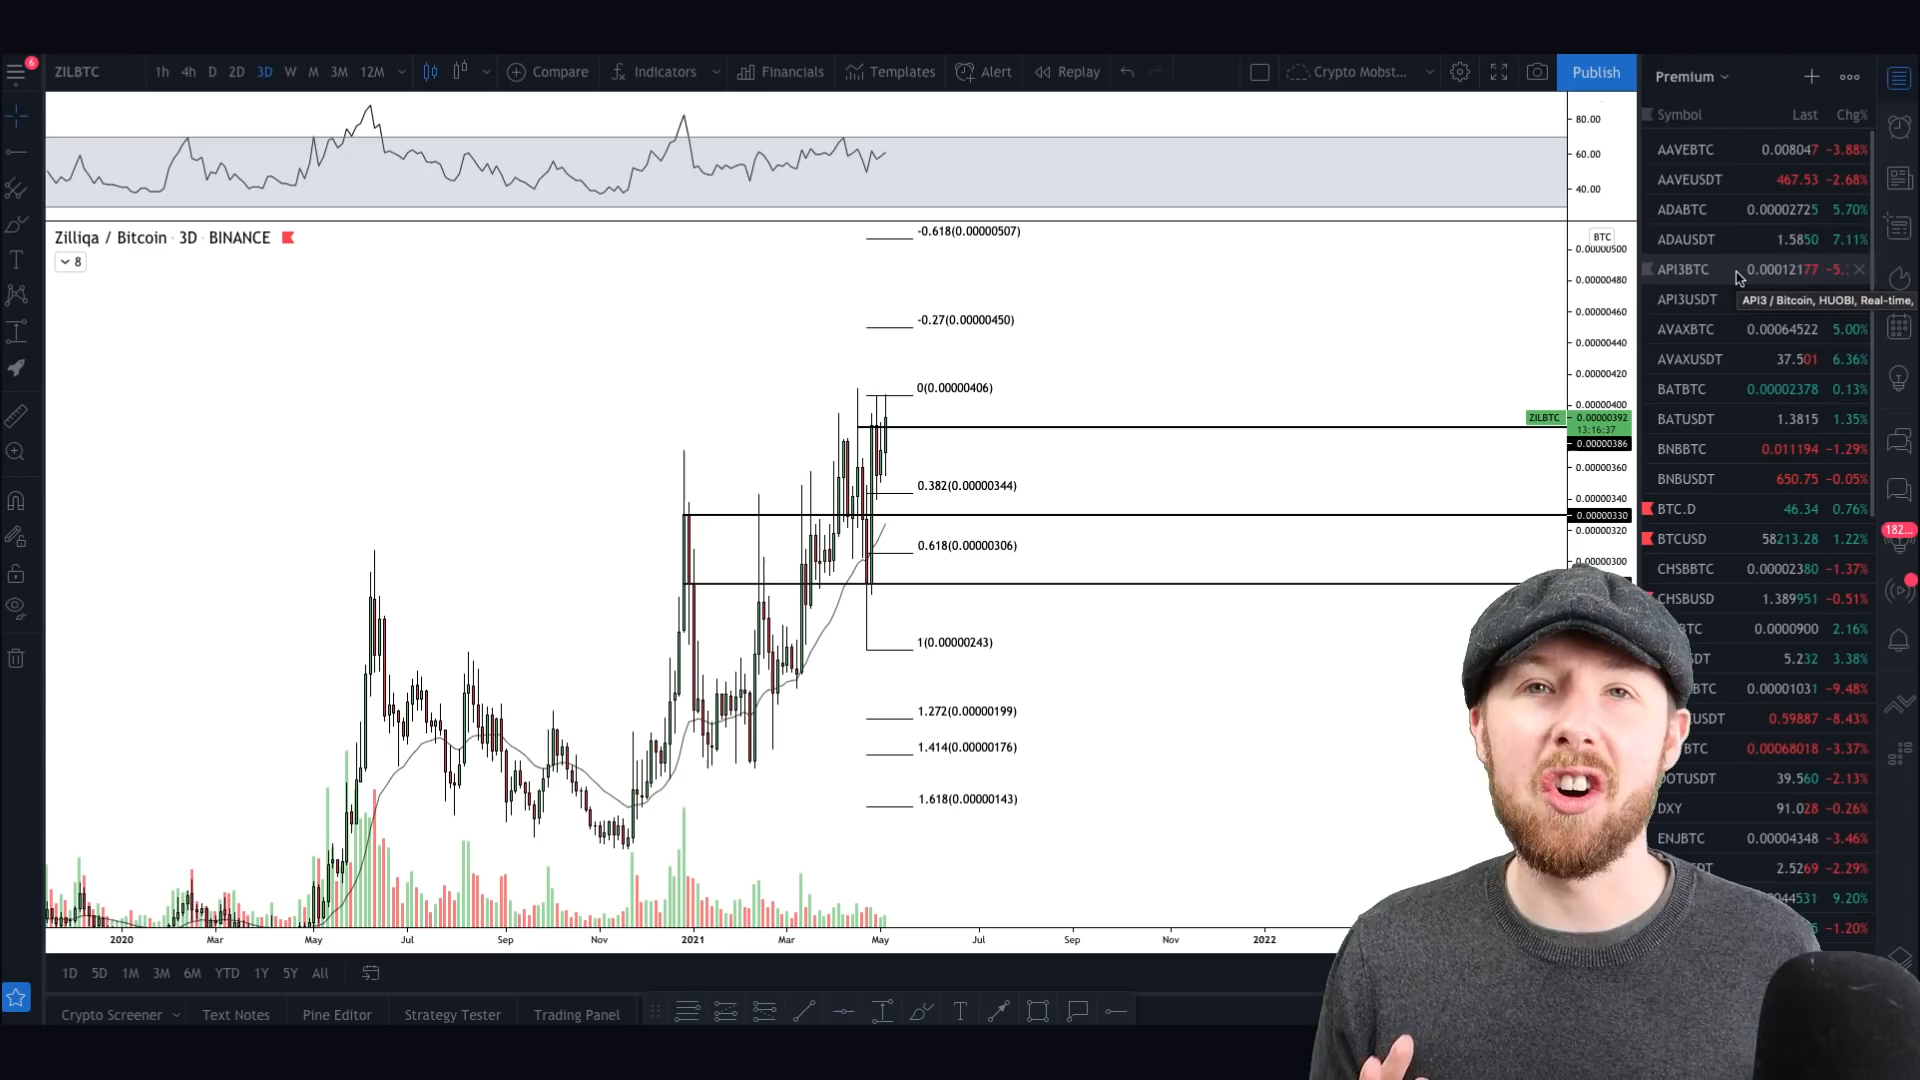 6
ZILBTC 1h 4h D 2D 3D W M 3M 12M Compare Indicators Financials Templates Alert Replay Crypto Mobst... Publish
Premium
Symbol Last Chg%
AAVEBTC 0.008047 −3.88%
AAVEUSDT 467.53 −2.68%
ADABTC 0.00002725 5.70%
ADAUSDT 1.5850 7.11%
API3BTC 0.00012177 −5.
API3USDT API3 / Bitcoin, HUOBI, Real-time,
AVAXBTC 0.00064522 5.00%
AVAXUSDT 37.501 6.36%
BATBTC 0.00002378 0.13%
BATUSDT 1.3815 1.35%
BNBBTC 0.011194 −1.29%
BNBUSDT 650.75 −0.05%
BTC.D 46.34 0.76%
BTCUSD 58213.28 1.22%
CHSBBTC 0.00002380 −1.37%
CHSBUSD 1.389951 −0.51%
BTC 0.0000900 2.16%
SDT 5.232 3.38%
BTC 0.00001031 −9.48%
USDT 0.59887 −8.43%
BTC 0.00068018 −3.37%
DOTUSDT 39.560 −2.13%
DXY 91.028 −0.26%
ENJBTC 0.00004348 −3.46%
SDT 2.5269 −2.29%
044531 9.20%
−1.20%
182...
80.00
60.00
40.00
Zilliqa / Bitcoin · 3D · BINANCE
8
-0.618(0.00000507)
-0.27(0.00000450)
0(0.00000406)
0.382(0.00000344)
0.618(0.00000306)
1(0.00000243)
1.272(0.00000199)
1.414(0.00000176)
1.618(0.00000143)
BTC
0.00000500
0.00000480
0.00000460
0.00000440
0.00000420
0.00000400
ZILBTC 0.00000392
13:16:37
0.00000386
0.00000360
0.00000340
0.00000330
0.00000320
0.00000300
2020 Mar May Jul Sep Nov 2021 Mar May Jul Sep Nov 2022
1D 5D 1M 3M 6M YTD 1Y 5Y All
Crypto Screener Text Notes Pine Editor Strategy Tester Trading Panel